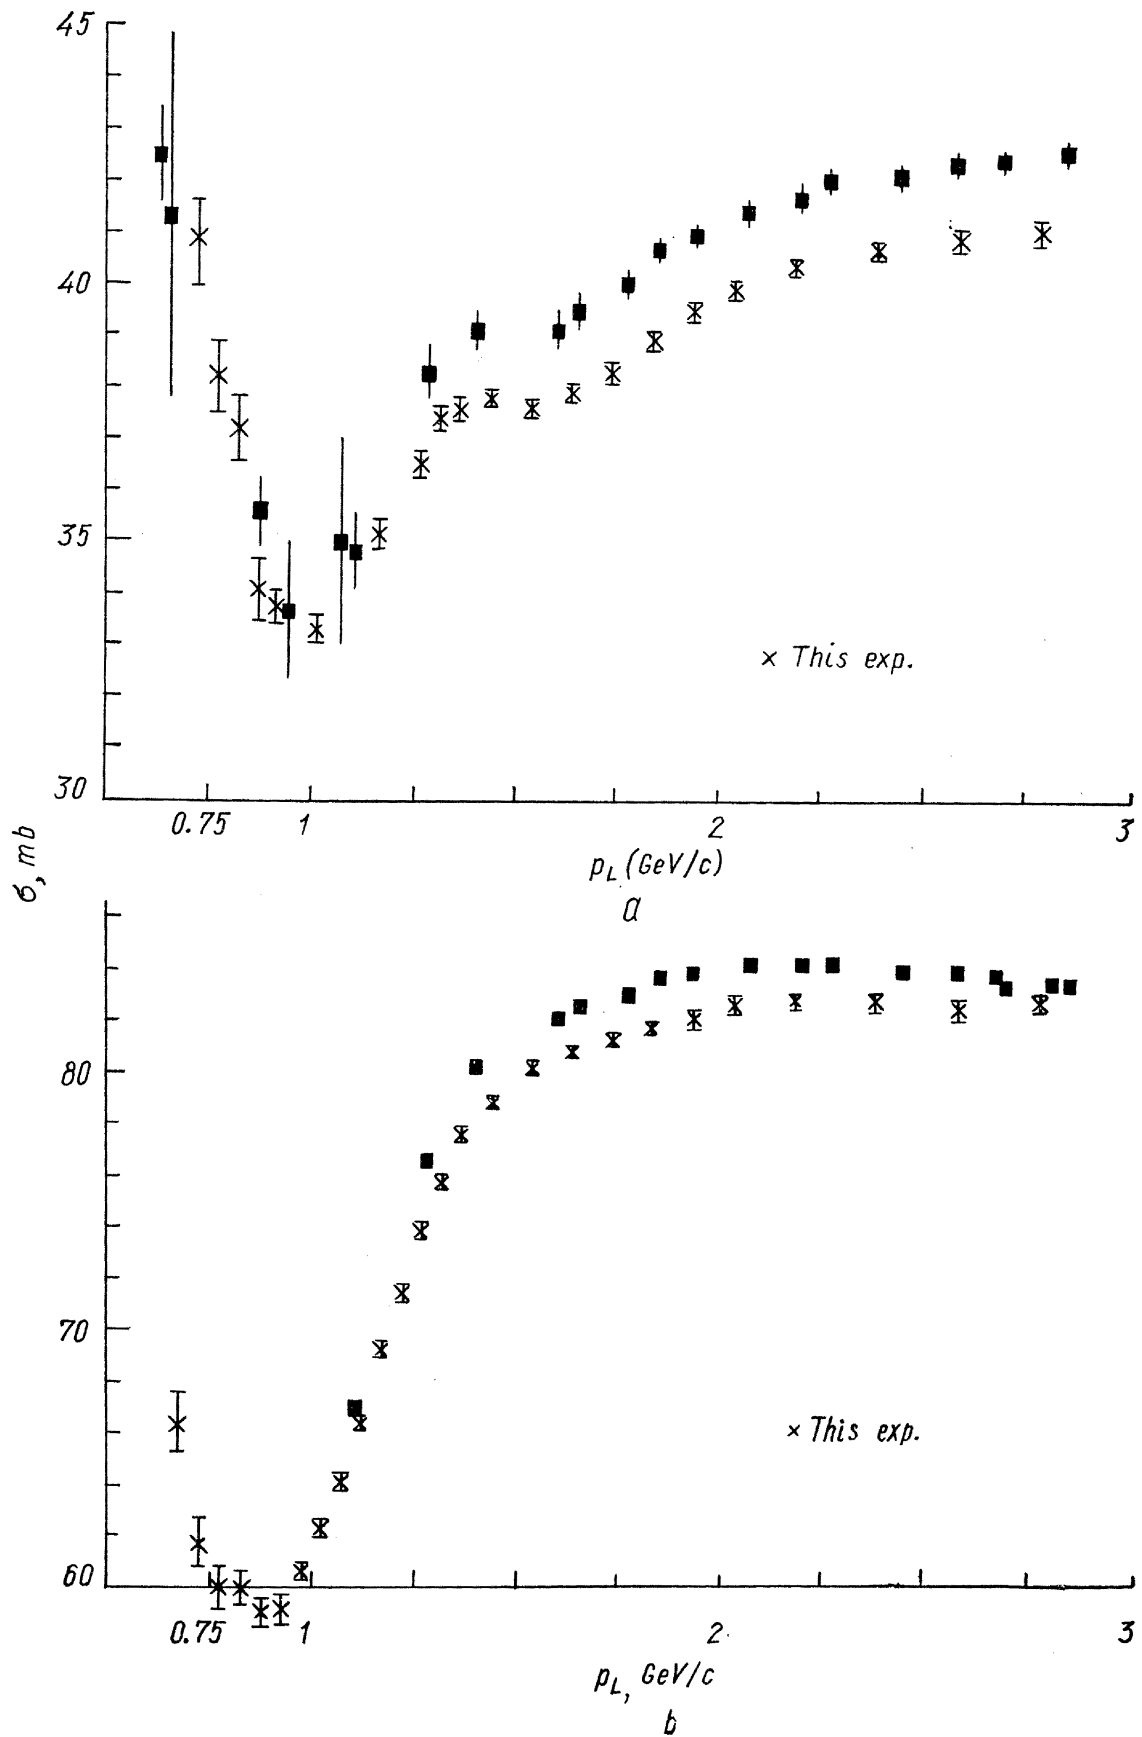 45
40
35
30
× This exp.
0.75 1 2 3
p_L (GeV/c)
a
σ, mb
80
70
60
× This exp.
0.75 1 2 3
p_L, GeV/c
b